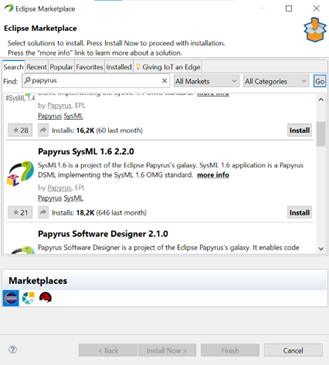 Eclipse Marketplace
Eclipse Marketplace
Select solutions to install. Press Install Now to proceed with installation.
Press the "more info" link to learn more about a solution.
Search Recent Popular Favorites Installed Giving IoT an Edge
Find: papyrus All Markets All Categories Go
#SysML 1.4 more info
by Papyrus, EPL
Papyrus SysML
28 Installs: 16,2K (60 last month) Install
Papyrus SysML 1.6 2.2.0
SysML1.6 is a project of the Eclipse Papyrus's galaxy. SysML 1.6 application is a Papyrus
DSML implementing the SysML 1.6 OMG standard. more info
by Papyrus, EPL
Papyrus SysML
21 Installs: 18,2K (646 last month) Install
Papyrus Software Designer 2.1.0
Papyrus Software Designer is a project of the Eclipse Papyrus's galaxy. It enables code
Marketplaces
? < Back Install Now > Finish Cancel